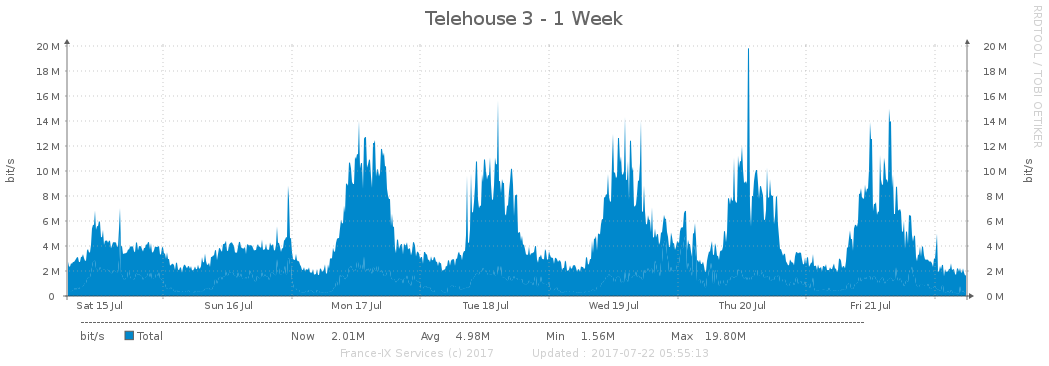 Telehouse 3 - 1 Week
RRDTOOL / TOBI OETIKER
bit/s
20 M 20 M
18 M 18 M
16 M 16 M
14 M 14 M
12 M 12 M
10 M 10 M
8 M 8 M
6 M 6 M
4 M 4 M
2 M 2 M
0 0 M
bit/s
Sat 15 Jul Sun 16 Jul Mon 17 Jul Tue 18 Jul Wed 19 Jul Thu 20 Jul Fri 21 Jul
bit/s Total Now 2.01M Avg 4.98M Min 1.56M Max 19.80M
France-IX Services (c) 2017 Updated : 2017-07-22 05:55:13